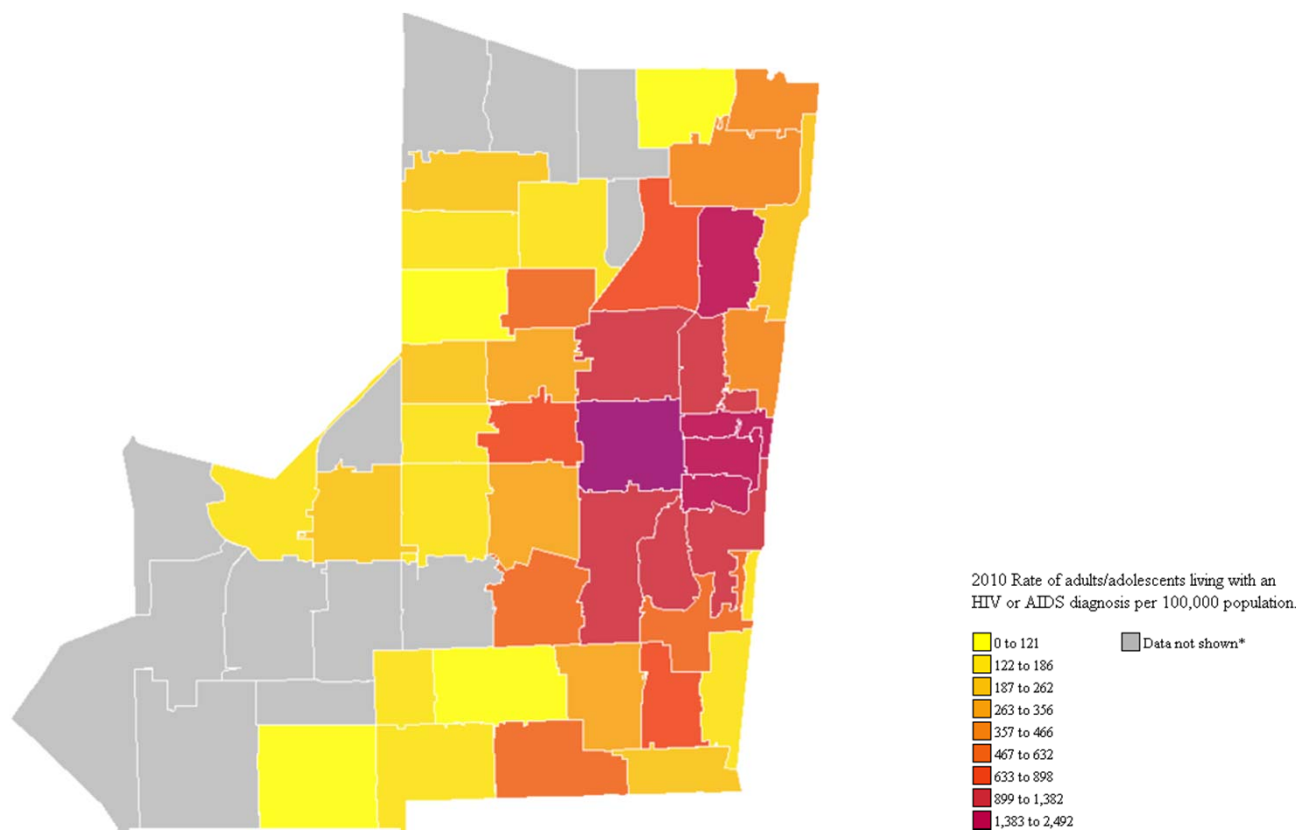 2010 Rate of adults/adolescents living with an
HIV or AIDS diagnosis per 100,000 population.
0 to 121
Data not shown*
122 to 186
187 to 262
263 to 356
357 to 466
467 to 632
633 to 898
899 to 1,382
1,383 to 2,492